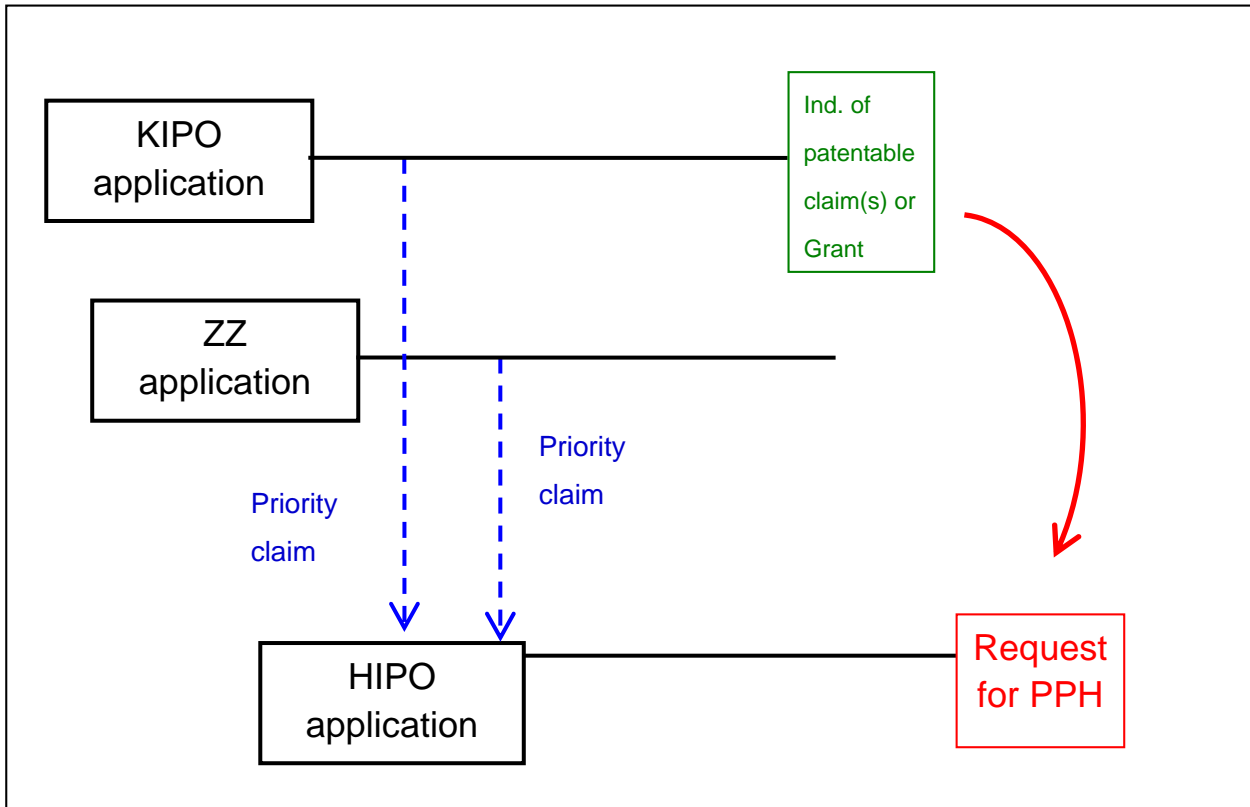 KIPO
application
Ind. of
patentable
claim(s) or
Grant
ZZ
application
Priority
claim
Priority
claim
HIPO
application
Request
for PPH